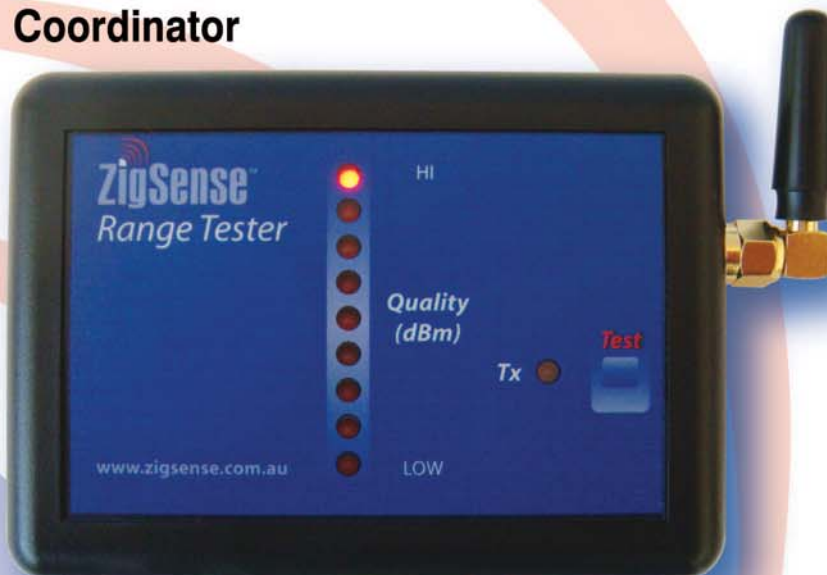 Coordinator
ZigSense™
Range Tester
HI
Quality
(dBm)
Test
Tx
www.zigsense.com.au
LOW